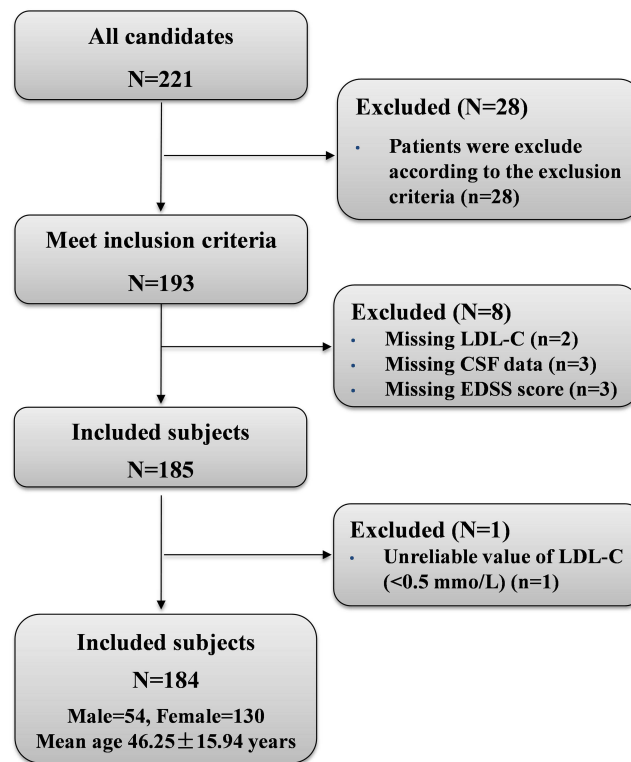 All candidates
N=221
Excluded (N=28)
• Patients were exclude
according to the exclusion
criteria (n=28)
Meet inclusion criteria
N=193
Excluded (N=8)
• Missing LDL-C (n=2)
• Missing CSF data (n=3)
• Missing EDSS score (n=3)
Included subjects
N=185
Excluded (N=1)
• Unreliable value of LDL-C
(<0.5 mmo/L) (n=1)
Included subjects
N=184
Male=54, Female=130
Mean age 46.25±15.94 years